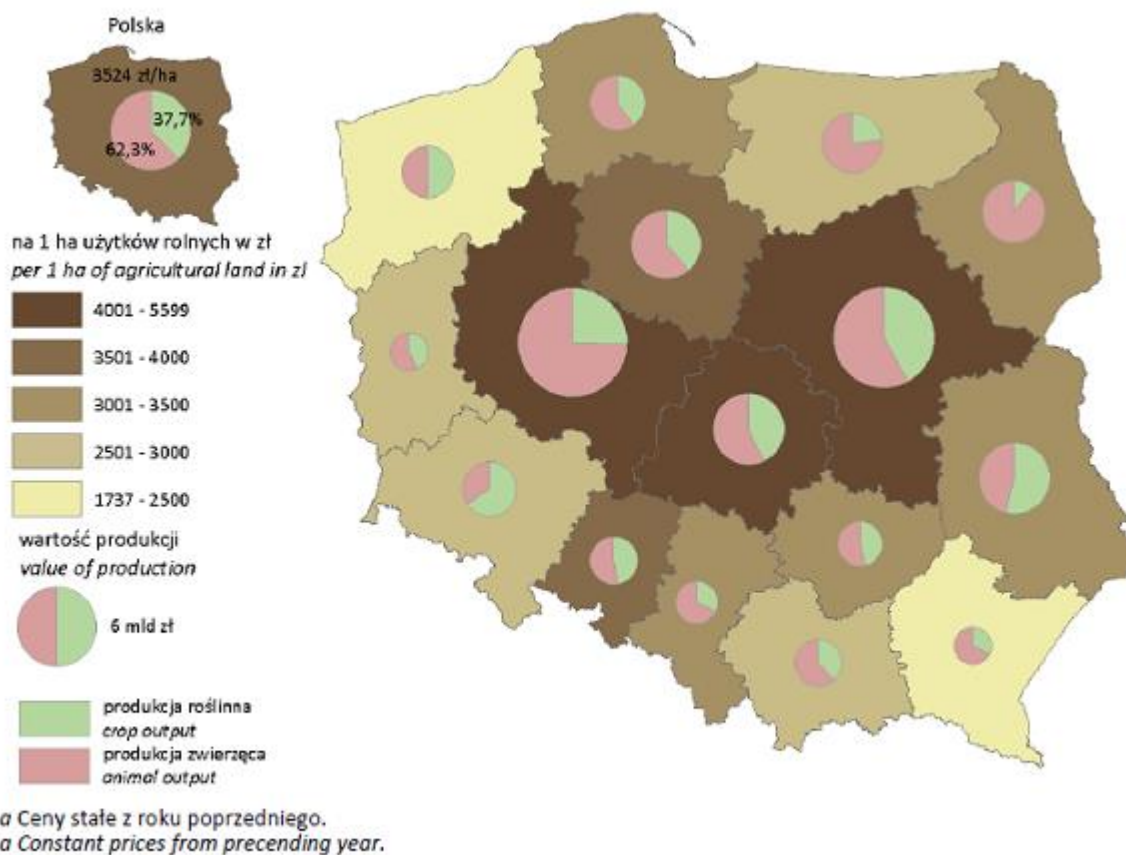 Polska
3524 zł/ha
37,7%
62,3%
na 1 ha użytków rolnych w zł
per 1 ha of agricultural land in zl
4001 - 5599
3501 - 4000
3001 - 3500
2501 - 3000
1737 - 2500
wartość produkcji
value of production
6 mld zł
produkcja roślinna
crop output
produkcja zwierzęca
animal output
a Ceny stałe z roku poprzedniego.
a Constant prices from precending year.